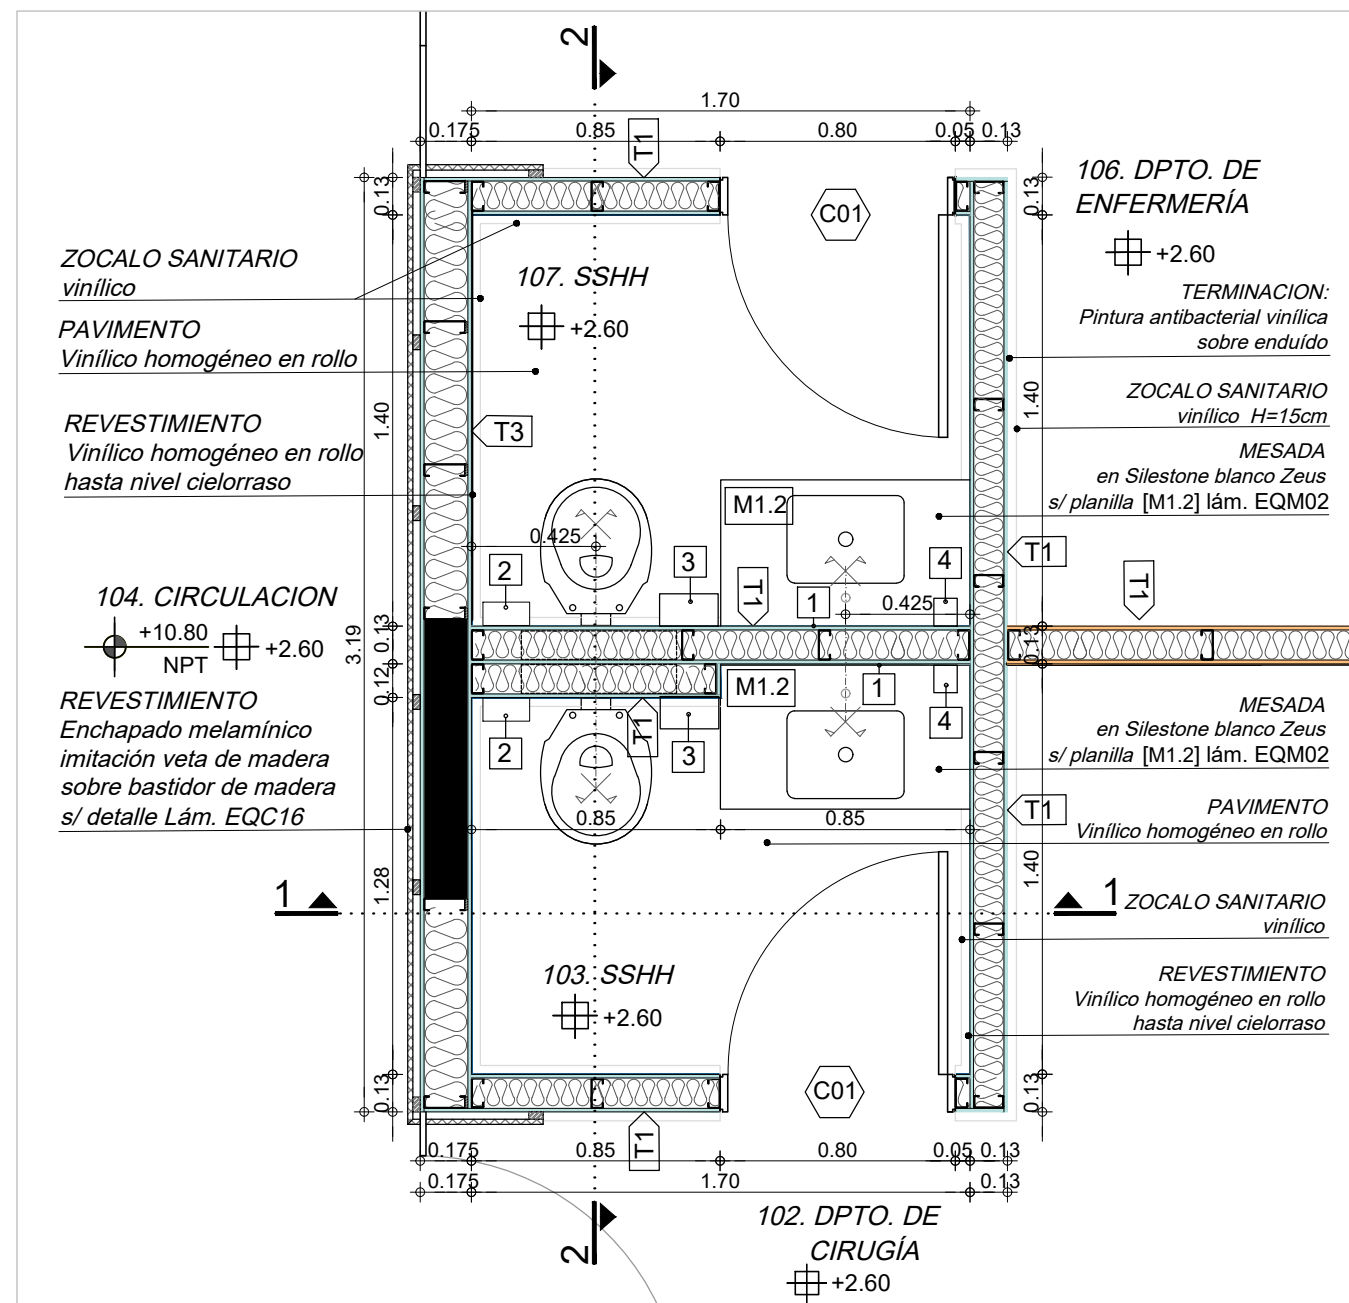 2
1.70
0.175
0.85
0.80
0.05
0.13
T1
106. DPTO. DE
ENFERMERÍA
+2.60
0.13
0.13
C01
ZOCALO SANITARIO
vinílico
107. SSHH
+2.60
TERMINACION:
Pintura antibacterial vinílica
sobre enduído
PAVIMENTO
Vinílico homogéneo en rollo
ZOCALO SANITARIO
vinílico H=15cm
1.40
1.40
REVESTIMIENTO
Vinílico homogéneo en rollo
hasta nivel cielorraso
T3
MESADA
en Silestone blanco Zeus
s/ planilla [M1.2] lám. EQM02
M1.2
0.425
T1
2
3
4
T1
T1
1
0.425
104. CIRCULACION
+10.80
NPT
+2.60
3.19
0.13
0.13
0.12
M1.2
1
T1
2
3
4
REVESTIMIENTO
Enchapado melamínico
imitación veta de madera
sobre bastidor de madera
s/ detalle Lám. EQC16
MESADA
en Silestone blanco Zeus
s/ planilla [M1.2] lám. EQM02
0.85
0.85
T1
PAVIMENTO
Vinílico homogéneo en rollo
1.28
1.40
1
1
ZOCALO SANITARIO
vinílico
103. SSHH
+2.60
REVESTIMIENTO
Vinílico homogéneo en rollo
hasta nivel cielorraso
0.13
0.13
C01
T1
0.175
0.85
0.80
0.05
0.13
0.175
1.70
0.13
2
102. DPTO. DE
CIRUGÍA
+2.60